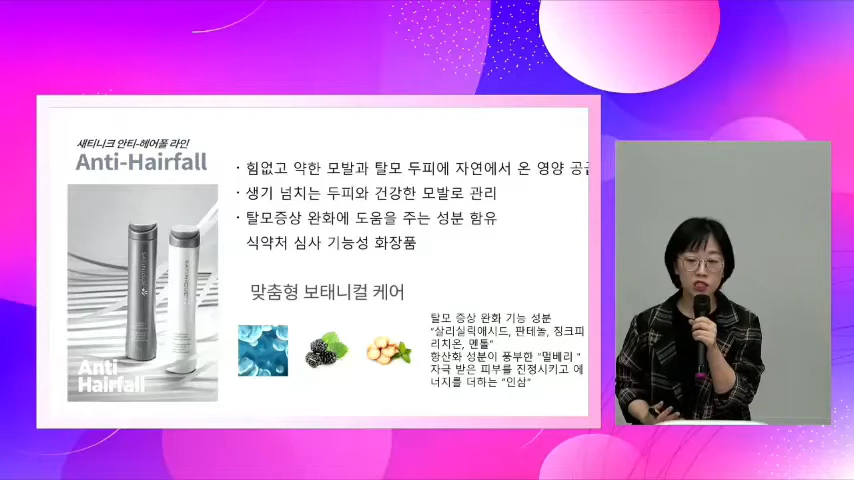 새티니크 안티-헤어폴 라인
Anti-Hairfall
· 힘없고 약한 모발과 탈모 두피에 자연에서 온 영양 공급
· 생기 넘치는 두피와 건강한 모발로 관리
· 탈모증상 완화에 도움을 주는 성분 함유
식약처 심사 기능성 화장품
맞춤형 보태니컬 케어
탈모 증상 완화 기능 성분
"살리실릭애시드, 판테놀, 징크피
리치온, 멘톨"
항산화 성분이 풍부한 "멀베리 "
자극 받은 피부를 진정시키고 에
너지를 더하는 "인삼"
SATINIQUE
SATINIQUE
Anti
Hairfall